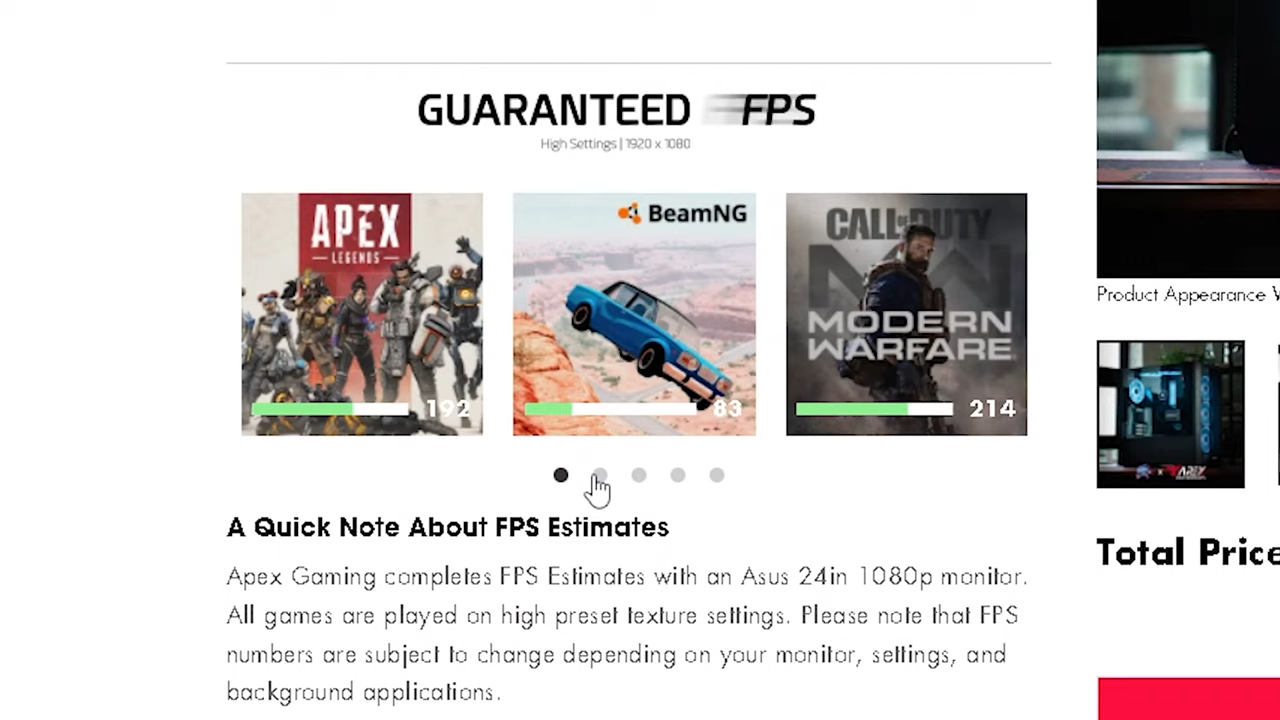 GUARANTEED FPS
High Settings | 1920 x 1080
APEX
LEGENDS
192
BeamNG
83
CALL OF DUTY
MW
MODERN
WARFARE
214
Product Appearance
A Quick Note About FPS Estimates
Apex Gaming completes FPS Estimates with an Asus 24in 1080p monitor.
All games are played on high preset texture settings. Please note that FPS
numbers are subject to change depending on your monitor, settings, and
background applications.
x APEX
Total Price